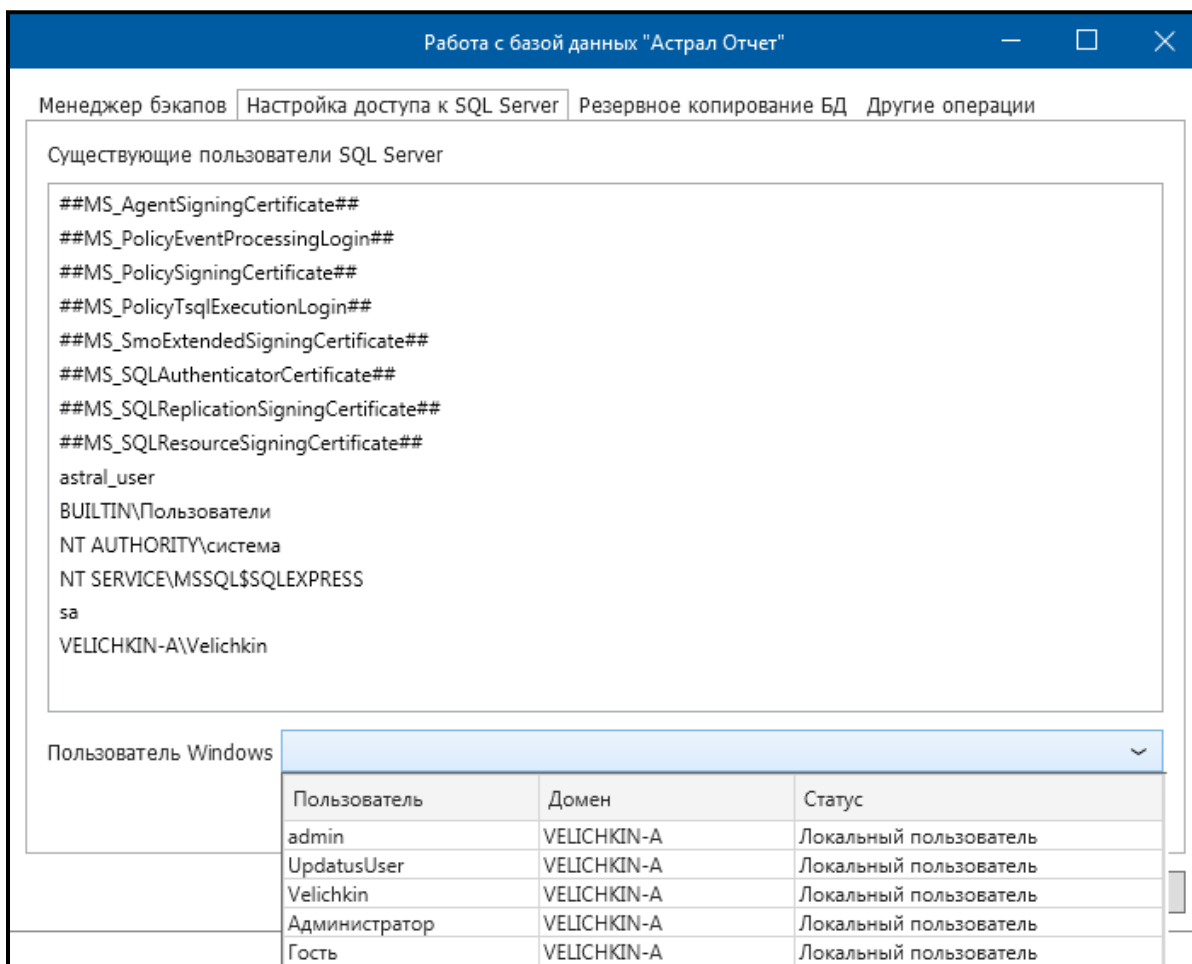 Работа с базой данных "Астрал Отчет"
Менеджер бэкапов Настройка доступа к SQL Server Резервное копирование БД Другие операции
Существующие пользователи SQL Server
##MS_AgentSigningCertificate##
##MS_PolicyEventProcessingLogin##
##MS_PolicySigningCertificate##
##MS_PolicyTsqlExecutionLogin##
##MS_SmoExtendedSigningCertificate##
##MS_SQLAuthenticatorCertificate##
##MS_SQLReplicationSigningCertificate##
##MS_SQLResourceSigningCertificate##
astral_user
BUILTIN\Пользователи
NT AUTHORITY\система
NT SERVICE\MSSQL$SQLEXPRESS
sa
VELICHKIN-A\Velichkin
Пользователь Windows
Пользователь Домен Статус
admin VELICHKIN-A Локальный пользователь
UpdatusUser VELICHKIN-A Локальный пользователь
Velichkin VELICHKIN-A Локальный пользователь
Администратор VELICHKIN-A Локальный пользователь
Гость VELICHKIN-A Локальный пользователь